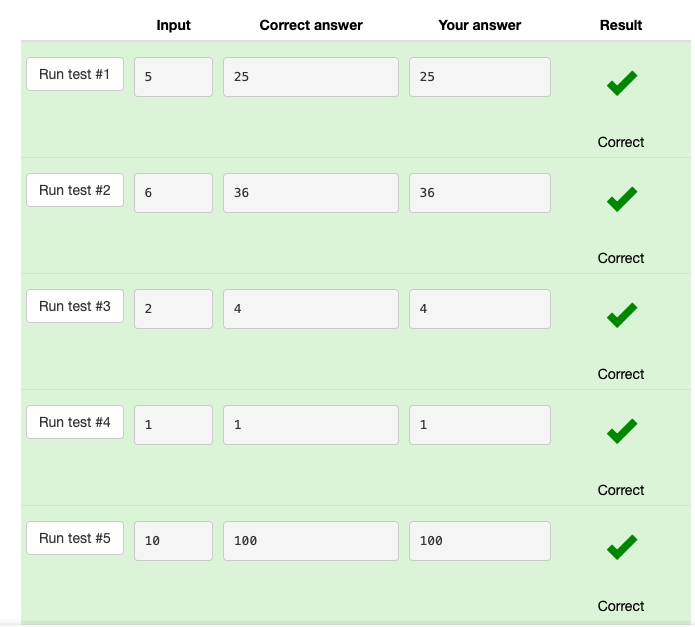 Input Correct answer Your answer Result
Run test #1 5 25 25
Correct
Run test #2 6 36 36
Correct
Run test #3 2 4 4
Correct
Run test #4 1 1 1
Correct
Run test #5 10 100 100
Correct